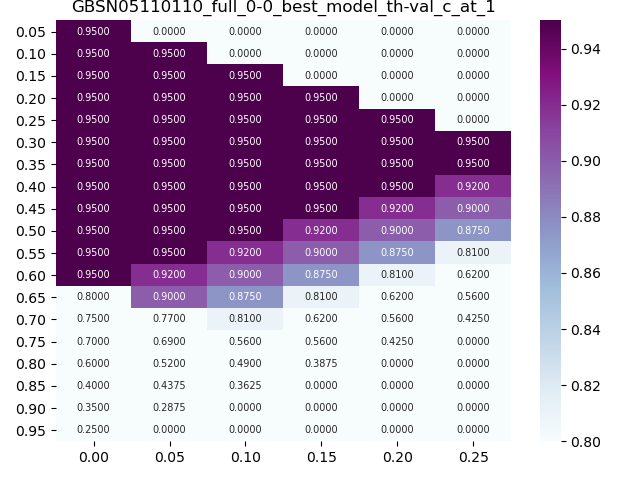 GBSN05110110_full_0-0_best_model_th-val_c_at_1
0.05 0.9500 0.0000 0.0000 0.0000 0.0000 0.0000
0.10 0.9500 0.9500 0.0000 0.0000 0.0000 0.0000
0.15 0.9500 0.9500 0.9500 0.0000 0.0000 0.0000
0.20 0.9500 0.9500 0.9500 0.9500 0.0000 0.0000
0.25 0.9500 0.9500 0.9500 0.9500 0.9500 0.0000
0.30 0.9500 0.9500 0.9500 0.9500 0.9500 0.9500
0.35 0.9500 0.9500 0.9500 0.9500 0.9500 0.9500
0.40 0.9500 0.9500 0.9500 0.9500 0.9500 0.9200
0.45 0.9500 0.9500 0.9500 0.9500 0.9200 0.9000
0.50 0.9500 0.9500 0.9500 0.9200 0.9000 0.8750
0.55 0.9500 0.9500 0.9200 0.9000 0.8750 0.8100
0.60 0.9500 0.9200 0.9000 0.8750 0.8100 0.6200
0.65 0.8000 0.9000 0.8750 0.8100 0.6200 0.5600
0.70 0.7500 0.7700 0.8100 0.6200 0.5600 0.4250
0.75 0.7000 0.6900 0.5600 0.5600 0.4250 0.0000
0.80 0.6000 0.5200 0.4900 0.3875 0.0000 0.0000
0.85 0.4000 0.4375 0.3625 0.0000 0.0000 0.0000
0.90 0.3500 0.2875 0.0000 0.0000 0.0000 0.0000
0.95 0.2500 0.0000 0.0000 0.0000 0.0000 0.0000
0.00 0.05 0.10 0.15 0.20 0.25
0.94
0.92
0.90
0.88
0.86
0.84
0.82
0.80